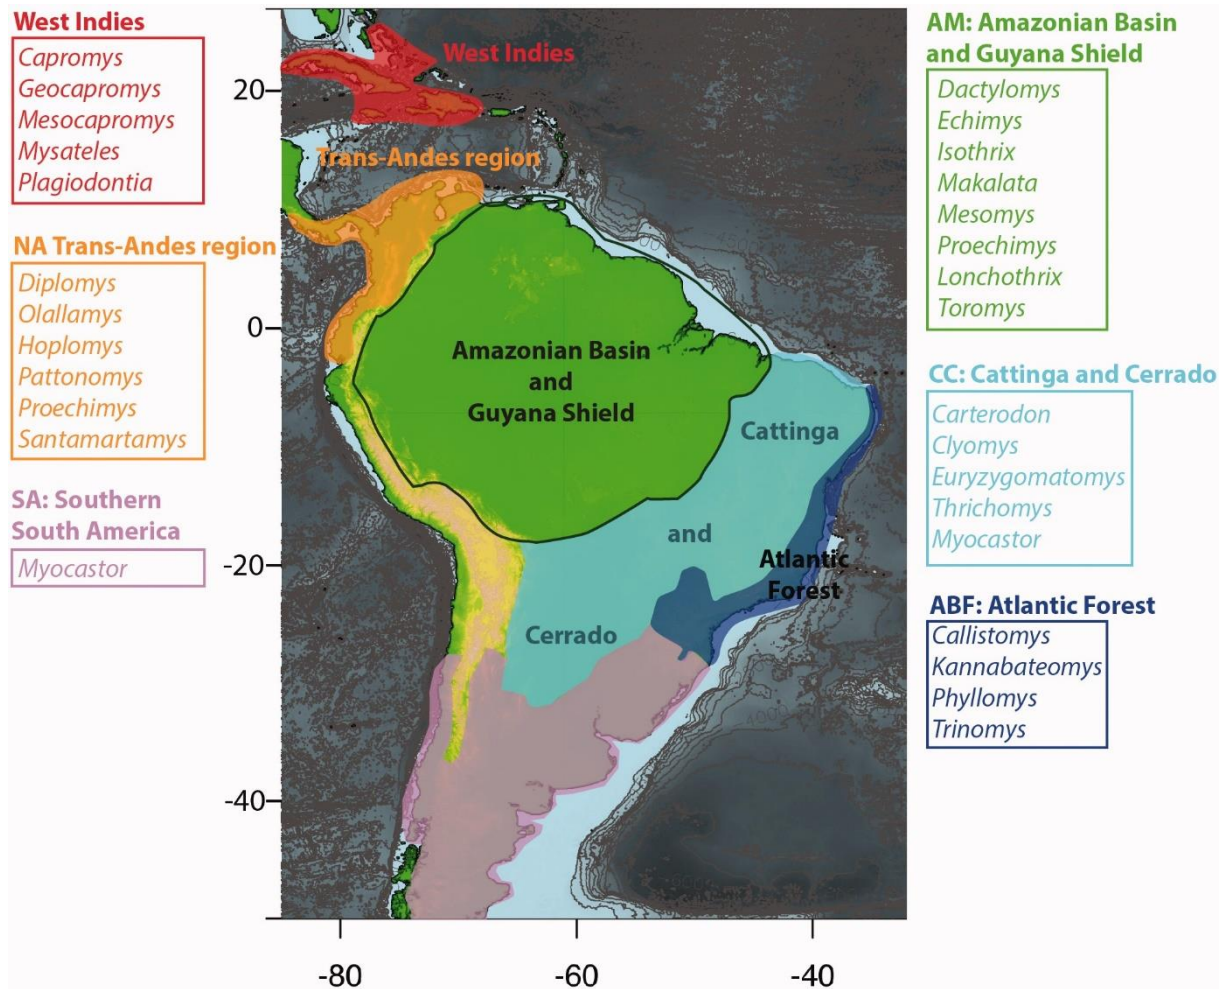 West Indies
Capromys
Geocapromys
Mesocapromys
Mysateles
Plagiodontia
NA Trans-Andes region
Diplomys
Olallamys
Hoplomys
Pattonomys
Proechimys
Santamartamys
SA: Southern
South America
Myocastor
West Indies
Trans-Andes region
Amazonian Basin
and
Guyana Shield
Cattinga
and
Cerrado
Atlantic
Forest
20
0
-20
-40
-80
-60
-40
AM: Amazonian Basin
and Guyana Shield
Dactylomys
Echimys
Isothrix
Makalata
Mesomys
Proechimys
Lonchothrix
Toromys
CC: Cattinga and Cerrado
Carterodon
Clyomys
Euryzygomatomys
Thrichomys
Myocastor
ABF: Atlantic Forest
Callistomys
Kannabateomys
Phyllomys
Trinomys